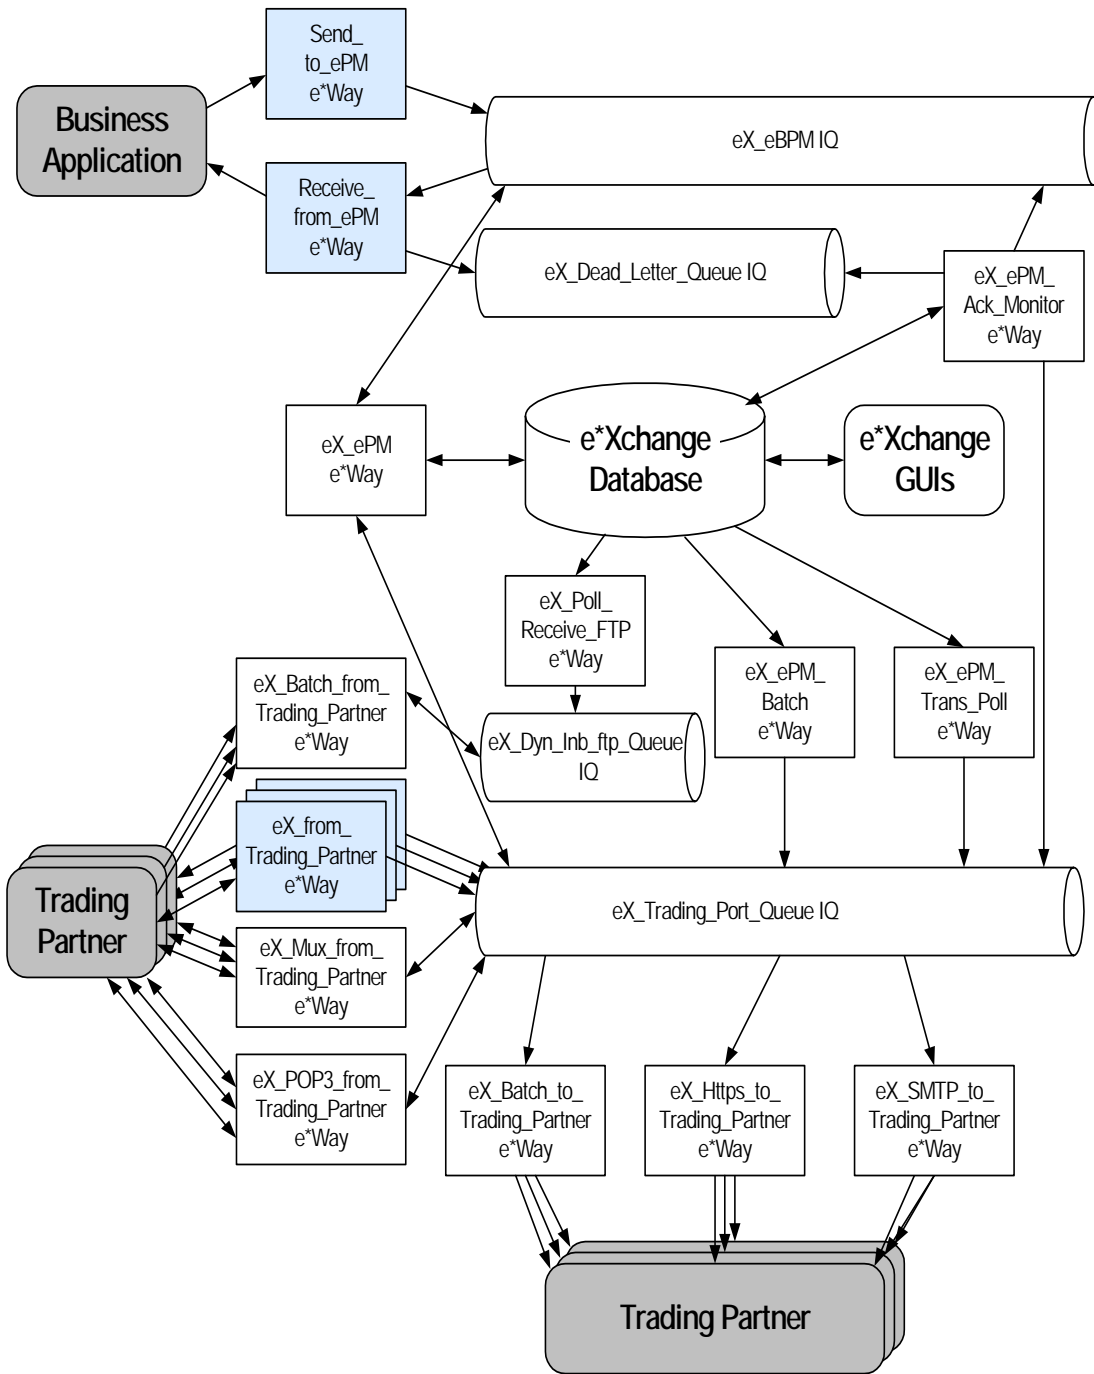 Send_
to_ePM
e*Way
Business
Application
eX_eBPM IQ
Receive_
from_ePM
e*Way
eX_Dead_Letter_Queue IQ
eX_ePM_
Ack_Monitor
e*Way
eX_ePM
e*Way
e*Xchange
Database
e*Xchange
GUIs
eX_Poll_
Receive_FTP
e*Way
eX_Batch_from_
Trading_Partner
e*Way
eX_ePM_
Batch
e*Way
eX_ePM_
Trans_Poll
e*Way
eX_Dyn_Inb_ftp_Queue
IQ
eX_from_
Trading_Partner
e*Way
Trading
Partner
eX_Trading_Port_Queue IQ
eX_Mux_from_
Trading_Partner
e*Way
eX_POP3_from_
Trading_Partner
e*Way
eX_Batch_to_
Trading_Partner
e*Way
eX_Https_to_
Trading_Partner
e*Way
eX_SMTP_to_
Trading_Partner
e*Way
Trading Partner